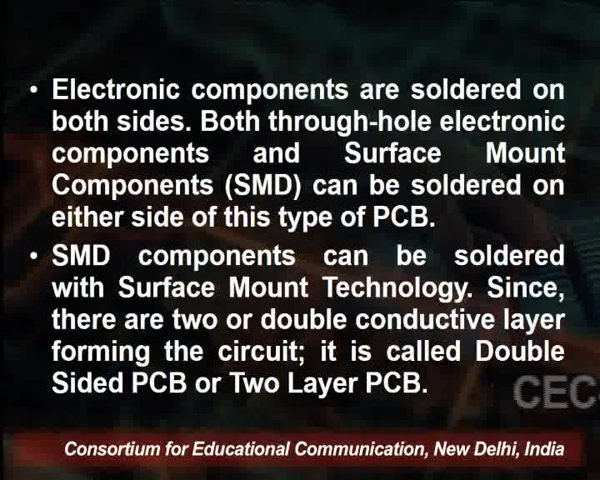 • Electronic components are soldered on
both sides. Both through-hole electronic
components and Surface Mount
Components (SMD) can be soldered on
either side of this type of PCB.
• SMD components can be soldered
with Surface Mount Technology. Since,
there are two or double conductive layer
forming the circuit; it is called Double
Sided PCB or Two Layer PCB.
CEC
Consortium for Educational Communication, New Delhi, India